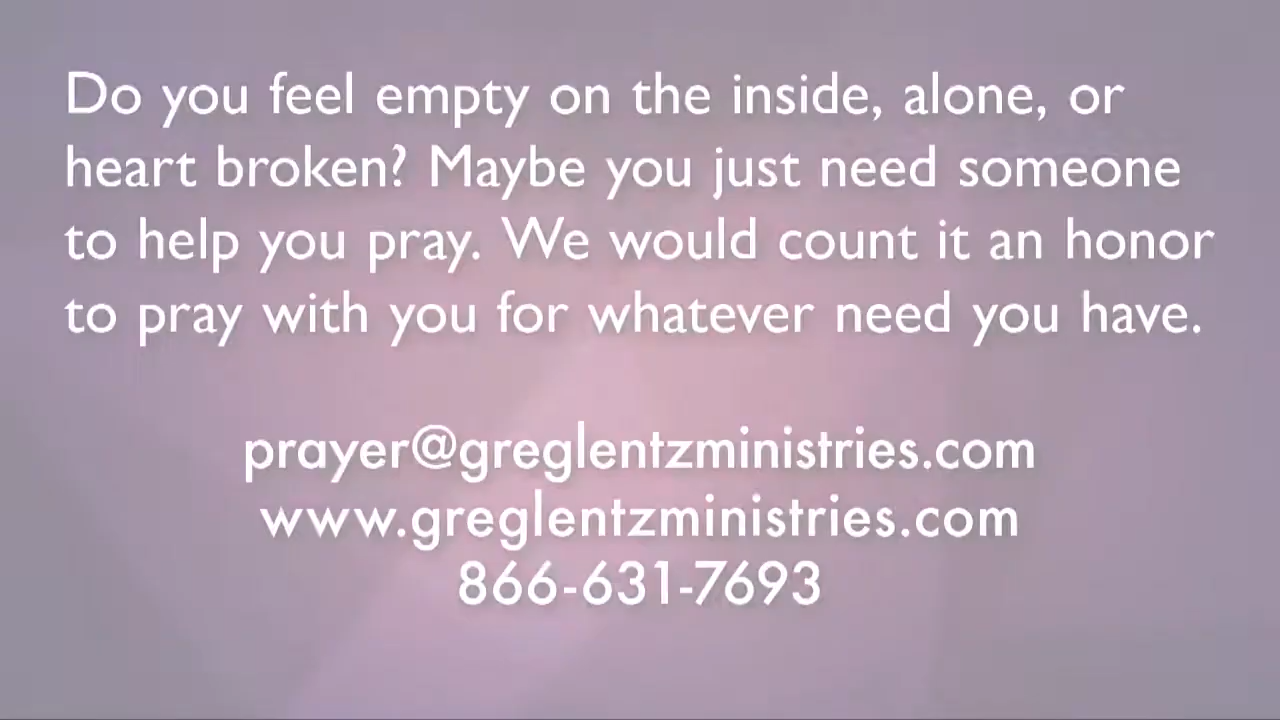 Do you feel empty on the inside, alone, or
heart broken? Maybe you just need someone
to help you pray. We would count it an honor
to pray with you for whatever need you have.
prayer@greglentzministries.com
www.greglentzministries.com
866-631-7693